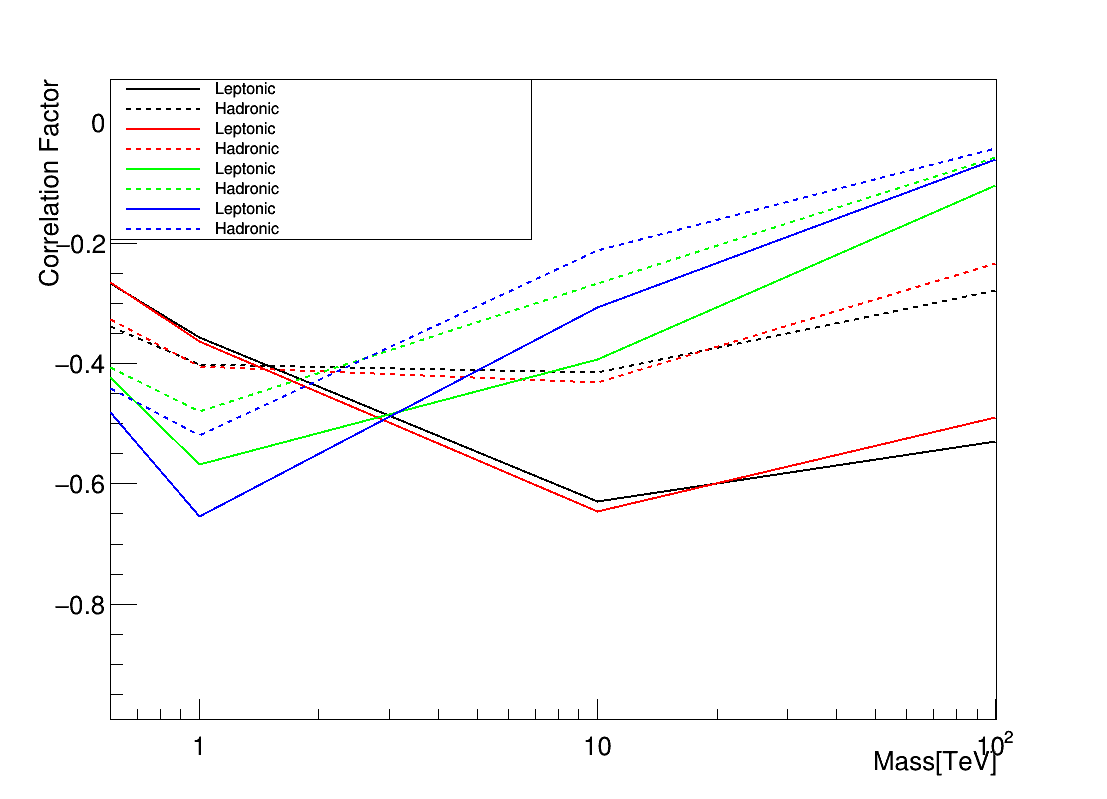 Correlation Factor
Leptonic
Hadronic
Leptonic
Hadronic
Leptonic
Hadronic
Leptonic
Hadronic
0
−0.2
−0.4
−0.6
−0.8
1
10
10²
Mass[TeV]